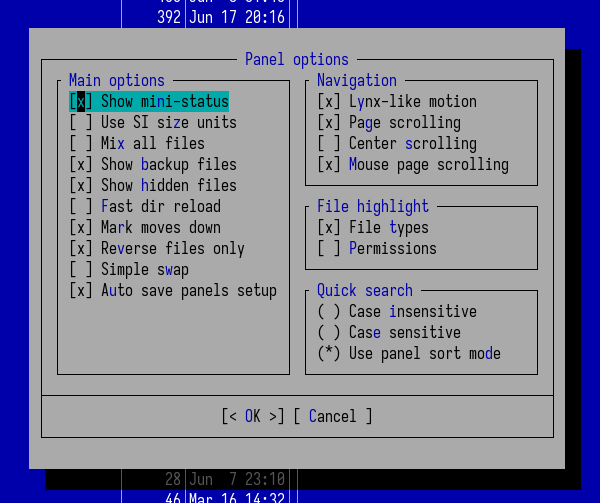 392 Jun 17 20:16
Panel options
Main options
[x] Show mini-status
[ ] Use SI size units
[ ] Mix all files
[x] Show backup files
[x] Show hidden files
[ ] Fast dir reload
[x] Mark moves down
[x] Reverse files only
[ ] Simple swap
[x] Auto save panels setup
Navigation
[x] Lynx-like motion
[x] Page scrolling
[ ] Center scrolling
[x] Mouse page scrolling
File highlight
[x] File types
[ ] Permissions
Quick search
( ) Case insensitive
( ) Case sensitive
(*) Use panel sort mode
[< OK >] [ Cancel ]
28 Jun 7 23:10
46 Mar 16 14:32